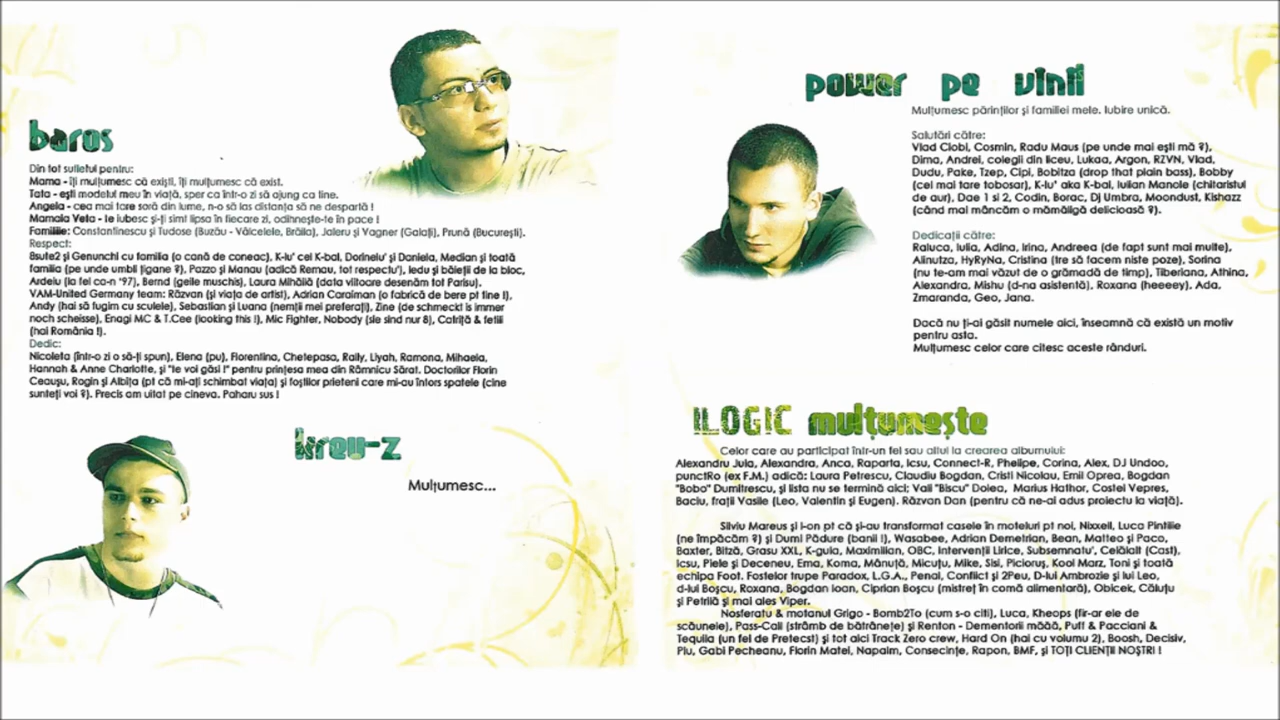 baros
Din tot sufletul pentru:
Mama - îți mulțumesc că exiști, îți mulțumesc că exist.
Tata - ești modelul meu în viață, sper ca într-o zi să ajung ca tine.
Angela - cea mai tare soră din lume, n-o să las distanța să ne despartă !
Mamaia Veta - te iubesc și-ți simt lipsa în fiecare zi, odihnește-te în pace !
Familiile: Constantinescu și Tudose (Buzău - Vâlcelele, Brăila), Jaleru și Vagner (Galați), Prună (București).
Respect:
8sute2 și Genunchi cu familia (o cană de coneac), K-lu' cel K-bal, Dorinelu' și Daniela, Median și toată
familia (pe unde umbli țigane ?), Pazzo și Manau (adică Remau, tot respectu'), Iedu și băieții de la bloc,
Ardeiu (la fel ca-n '97), Bernd (geile muschis), Laura Mihăilă (data viitoare desenăm tot Parisu).
VAM-United Germany team: Răzvan (și viața de artist), Adrian Caraiman (o fabrică de bere pt tine !),
Andy (hai să fugim cu sculele), Sebastian și Luana (nemții mei preferați), Zine (de schmeckt is immer
noch scheisse), Enagi MC & T.Cee (looking this !), Mic Fighter, Nobody (sie sind nur 8), Catriță & fetiii
(hai România !).
Dedic:
Nicoleta (într-o zi o să-ți spun), Elena (pu), Florentina, Chetepasa, Raily, Liyah, Ramona, Mihaela,
Hannah & Anne Charlotte, și "te voi găsi !" pentru prințesa mea din Râmnicu Sărat. Doctorilor Florin
Ceaușu, Rogin și Albița (pt că mi-ați schimbat viața) și foștilor prieteni care mi-au întors spatele (cine
sunteți voi ?). Precis am uitat pe cineva. Paharu sus !
kreu-z
Mulțumesc...
power pe vinil
Mulțumesc părinților și familiei mele. Iubire unică.
Salutări către:
Vlad Ciobi, Cosmin, Radu Maus (pe unde mai ești mă ?),
Dima, Andrei, colegii din liceu, Lukaa, Argon, RZVN, Vlad,
Dudu, Pake, Tzep, Cipi, Bobitza (drop that plain bass), Bobby
(cel mai tare tobosar), K-lu' aka K-bal, Iulian Manole (chitaristul
de aur), Dae 1 si 2, Codin, Borac, Dj Umbra, Moondust, Kishazz
(când mai mâncăm o mămăligă delicioasă ?).
Dedicații către:
Raluca, Iulia, Adina, Irina, Andreea (de fapt sunt mai multe),
Alinutza, HyRyNa, Cristina (tre să facem niste poze), Sorina
(nu te-am mai văzut de o grămadă de timp), Tiberiana, Athina,
Alexandra, Mishu (d-na asistentă), Roxana (heeeey), Ada,
Zmaranda, Geo, Jana.
Dacă nu ți-ai găsit numele aici, înseamnă că există un motiv
pentru asta.
Mulțumesc celor care citesc aceste rânduri.
ILOGIC mulțumește
Celor care au participat într-un fel sau altul la crearea albumului:
Alexandru Jula, Alexandra, Anca, Raparta, Icsu, Connect-R, Phelipe, Corina, Alex, DJ Undoo,
punctRo (ex F.M.) adică: Laura Petrescu, Claudiu Bogdan, Cristi Nicolau, Emil Oprea, Bogdan
"Bobo" Dumitrescu, și lista nu se termină aici; Vali "Biscu" Dolea, Marius Hathor, Costel Vepres,
Baciu, frații Vasile (Leo, Valentin și Eugen). Răzvan Dan (pentru că ne-ai adus proiectu la viață).
Silviu Mareus și I-on pt că și-au transformat casele în moteluri pt noi, Nixxell, Luca Pintilie
(ne împăcăm ?) și Dumi Pădure (banii !), Wasabee, Adrian Demetrian, Bean, Matteo și Paco,
Baxter, Bitză, Grasu XXL, K-gula, Maximilian, OBC, Intervenții Lirice, Subsemnatu', Celălalt (Cast),
Icsu, Piele și Deceneu, Ema, Koma, Mănuță, Micuțu, Mike, Sisi, Picioruș, Kool Marz, Toni și toată
echipa Foot. Fostelor trupe Paradox, L.G.A., Penal, Conflict și 2Peu, D-lui Ambrozie și lui Leo,
d-lui Boșcu, Roxana, Bogdan Ioan, Ciprian Boșcu (mistreț în comă alimentară), Obicek, Căluțu
și Petrilă și mai ales Viper.
Nosferatu & motanul Grigo - Bomb2To (cum s-o citi), Luca, Kheops (fir-ar ele de
scăunele), Pass-Cali (strâmb de bătrânețe) și Renton - Dementorii măăă, Puff & Pacciani &
Tequila (un fel de Pretecst) și tot aici Track Zero crew, Hard On (hai cu volumu 2), Boosh, Decisiv,
Piu, Gabi Pecheanu, Florin Matei, Napalm, Consecințe, Rapon, BMF, și TOȚI CLIENȚII NOȘTRI !